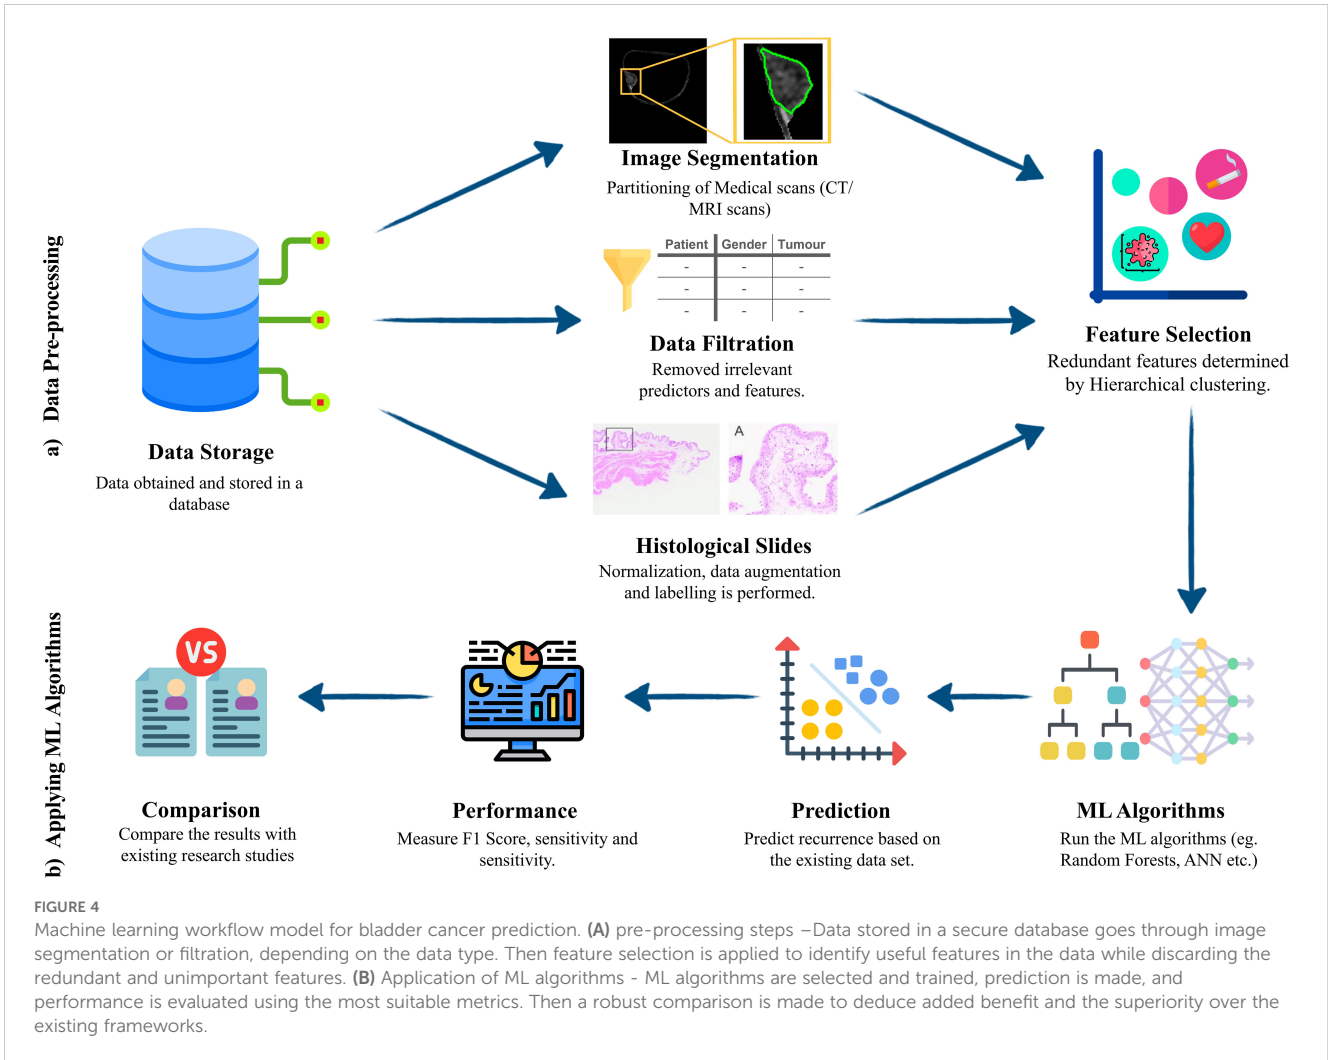 a) Data Pre-processing
Data Storage
Data obtained and stored in a
database
Image Segmentation
Partitioning of Medical scans (CT/
MRI scans)
Patient Gender Tumour
- - -
- - -
- - -
Data Filtration
Removed irrelevant
predictors and features.
A
Histological Slides
Normalization, data augmentation
and labelling is performed.
Feature Selection
Redundant features determined
by Hierarchical clustering.
b) Applying ML Algorithms
VS
Comparison
Compare the results with
existing research studies
Performance
Measure F1 Score, sensitivity and
sensitivity.
Prediction
Predict recurrence based on
the existing data set.
ML Algorithms
Run the ML algorithms (eg.
Random Forests, ANN etc.)
FIGURE 4
Machine learning workflow model for bladder cancer prediction. (A) pre-processing steps –Data stored in a secure database goes through image
segmentation or filtration, depending on the data type. Then feature selection is applied to identify useful features in the data while discarding the
redundant and unimportant features. (B) Application of ML algorithms - ML algorithms are selected and trained, prediction is made, and
performance is evaluated using the most suitable metrics. Then a robust comparison is made to deduce added benefit and the superiority over the
existing frameworks.